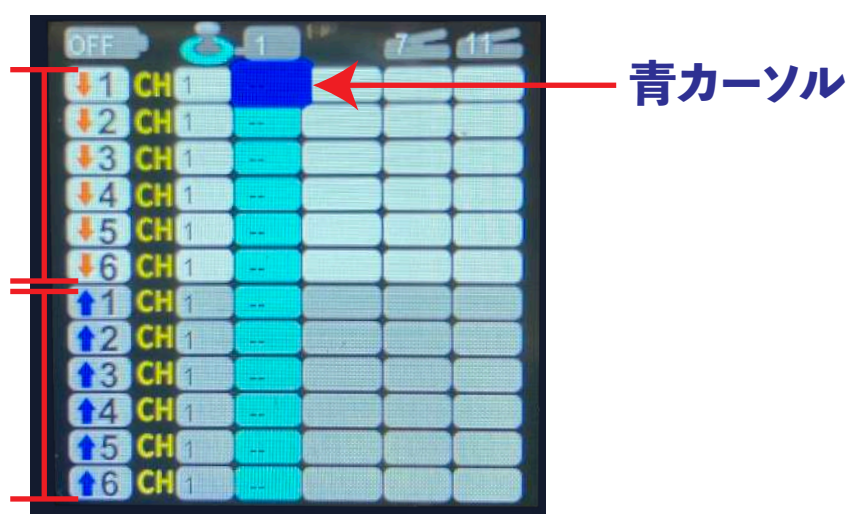 OFF 1 7 11
青カーソル
1 CH 1 --
2 CH 1 --
3 CH 1 --
4 CH 1 --
5 CH 1 --
6 CH 1 --
1 CH 1 --
2 CH 1 --
3 CH 1 --
4 CH 1 --
5 CH 1 --
6 CH 1 --